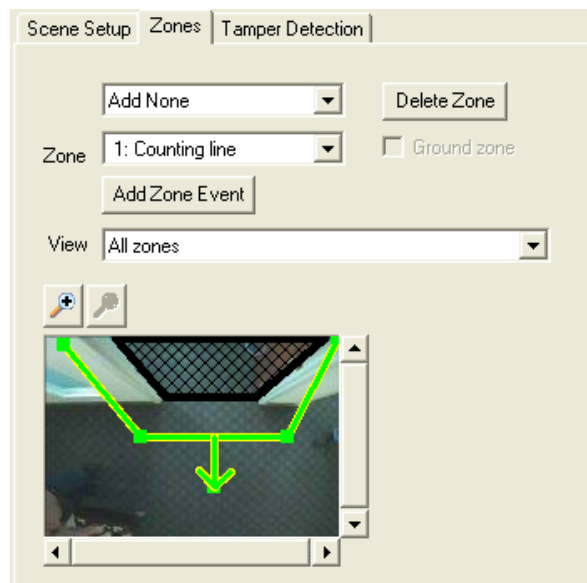 Scene Setup Zones Tamper Detection
Add None Delete Zone
Zone 1: Counting line Ground zone
Add Zone Event
View All zones